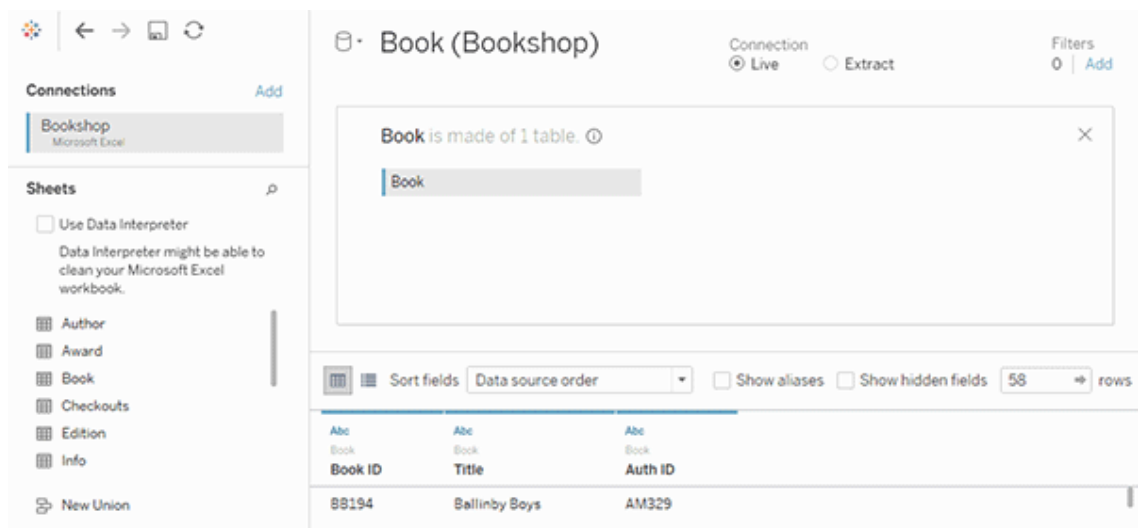 Book (Bookshop)
Connection
Live
Extract
Filters
0 | Add
Connections
Add
Bookshop
Microsoft Excel
Sheets
Use Data Interpreter
Data Interpreter might be able to
clean your Microsoft Excel
workbook.
Author
Award
Book
Checkouts
Edition
Info
New Union
Book is made of 1 table.
Book
Sort fields
Data source order
Show aliases
Show hidden fields
58
rows
Abc
Book
Book ID
Abc
Book
Title
Abc
Book
Auth ID
BB194
Ballinby Boys
AM329